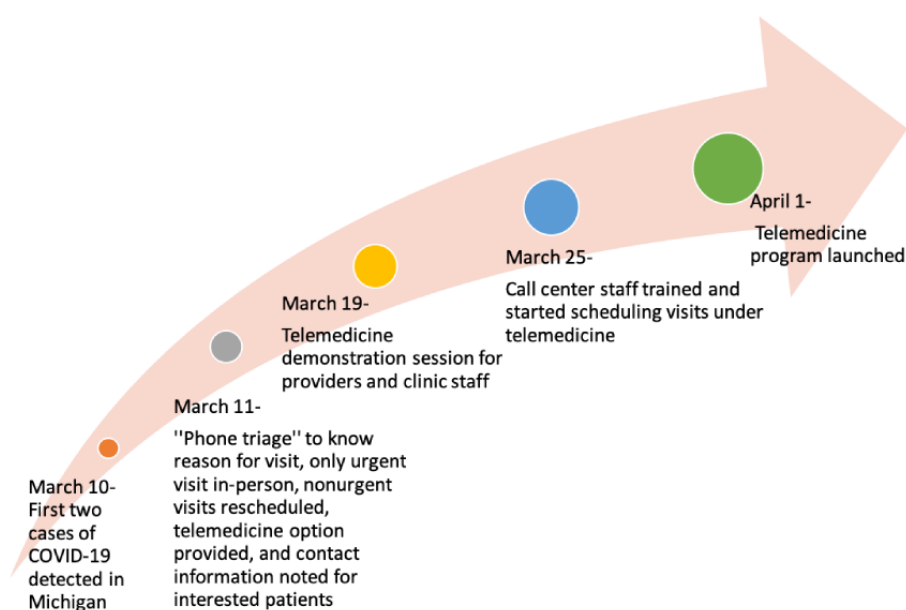 March 10-
First two
cases of
COVID-19
detected in
Michigan
March 11-
"Phone triage" to know
reason for visit, only urgent
visit in-person, nonurgent
visits rescheduled,
telemedicine option
provided, and contact
information noted for
interested patients
March 19-
Telemedicine
demonstration session for
providers and clinic staff
March 25-
Call center staff trained and
started scheduling visits under
telemedicine
April 1-
Telemedicine
program launched